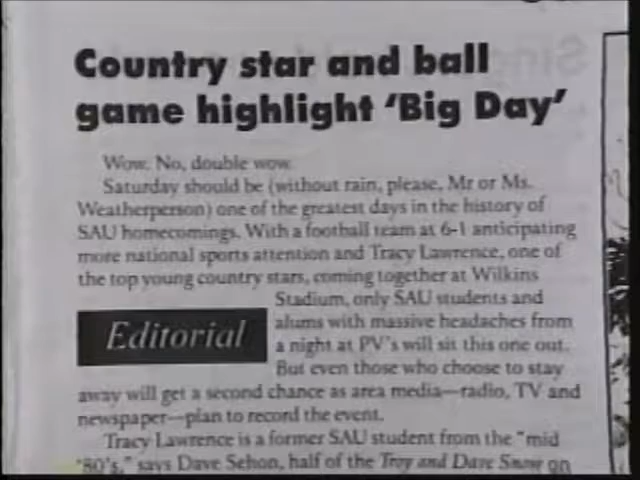 Country star and ball
game highlight 'Big Day'
Wow. No, double wow.
Saturday should be (without rain, please, Mr or Ms.
Weatherperson) one of the greatest days in the history of
SAU homecomings. With a football team at 6-1 anticipating
more national sports attention and Tracy Lawrence, one of
the top young country stars, coming together at Wilkins
Stadium, only SAU students and
alums with massive headaches from
a night at PV's will sit this one out.
But even those who choose to stay
Editorial
away will get a second chance as area media—radio, TV and
newspaper—plan to record the event.
Tracy Lawrence is a former SAU student from the "mid
'80's," says Dave Sehon, half of the Troy and Dave Show on